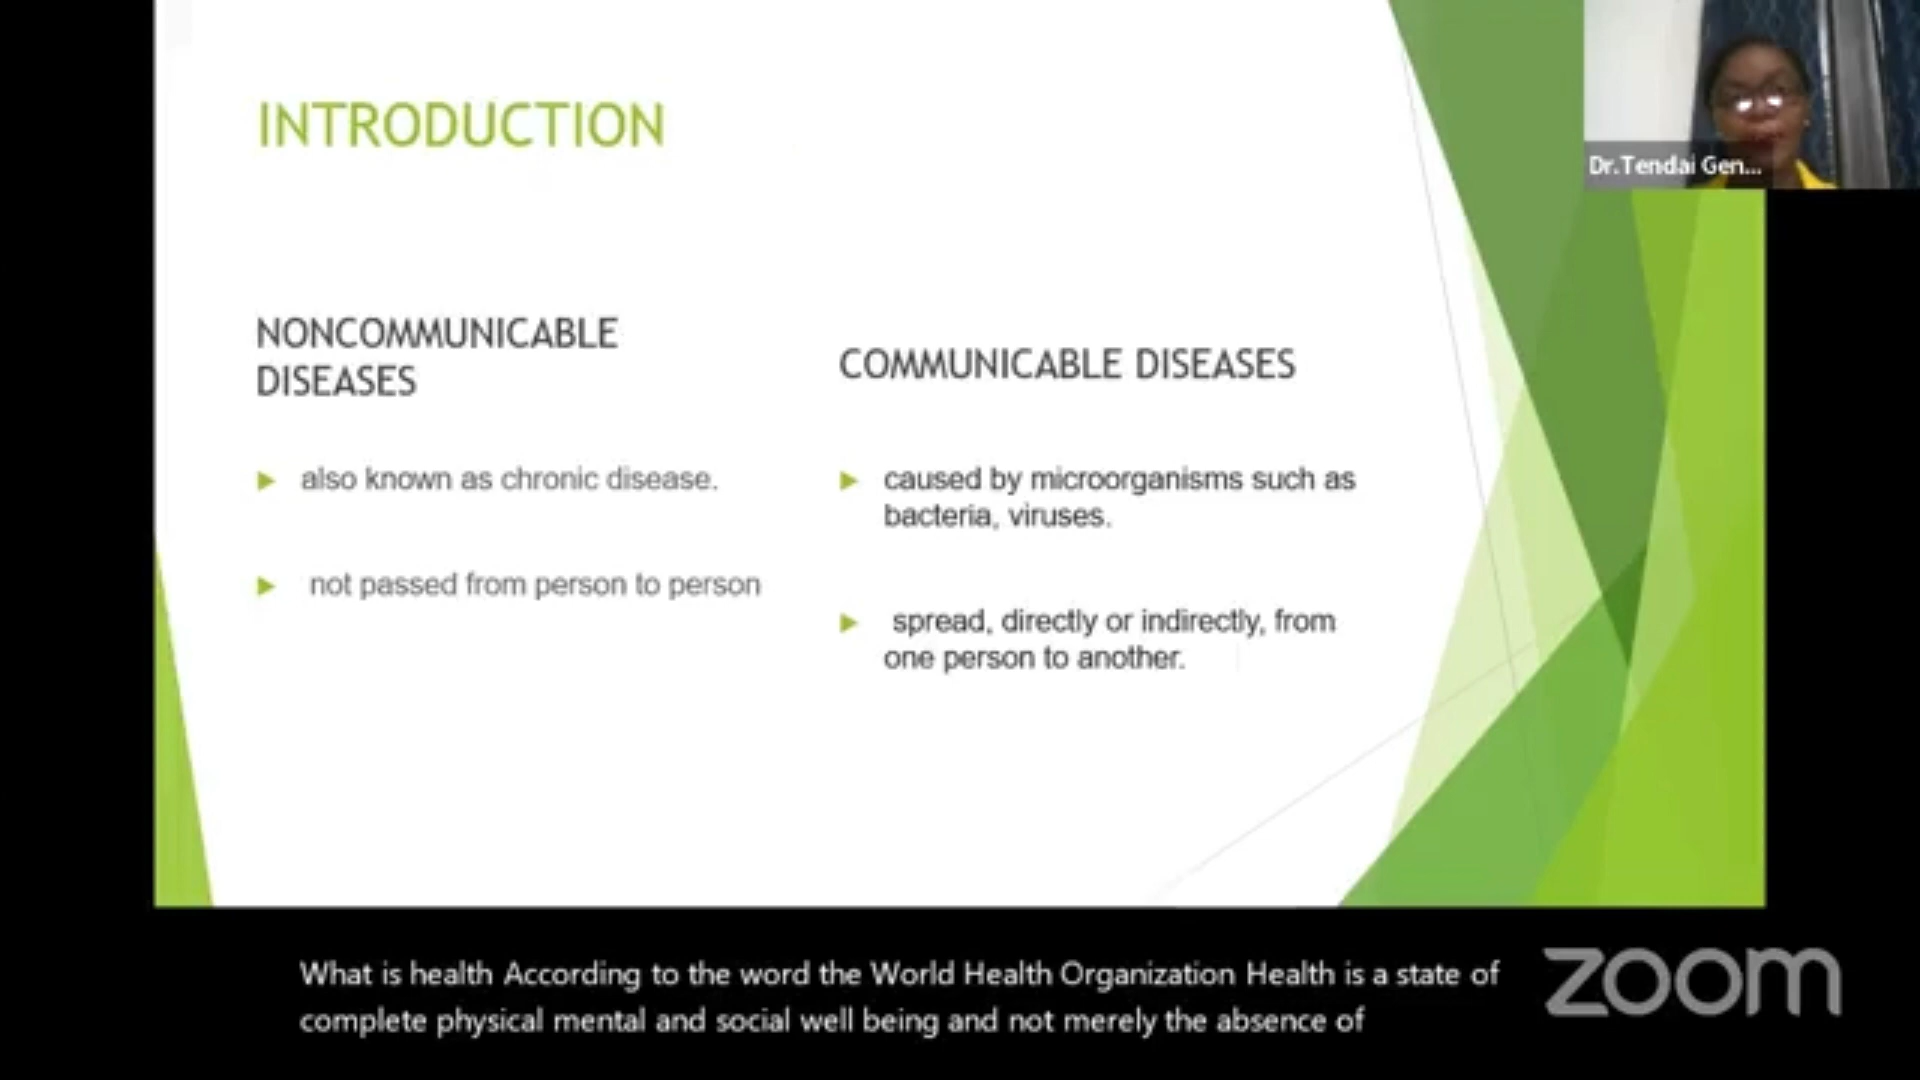 INTRODUCTION
Dr.Tendai Gen...
NONCOMMUNICABLE
DISEASES
also known as chronic disease.
not passed from person to person
COMMUNICABLE DISEASES
caused by microorganisms such as
bacteria, viruses.
spread, directly or indirectly, from
one person to another.
What is health According to the word the World Health Organization Health is a state of
complete physical mental and social well being and not merely the absence of
zoom